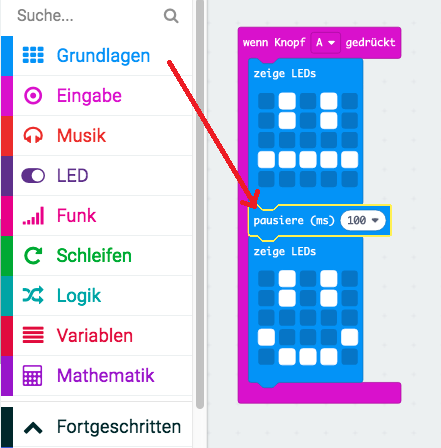 Suche...
Grundlagen
Eingabe
Musik
LED
Funk
Schleifen
Logik
Variablen
Mathematik
Fortgeschritten
wenn Knopf A gedrückt
zeige LEDs
pausiere (ms) 100
zeige LEDs